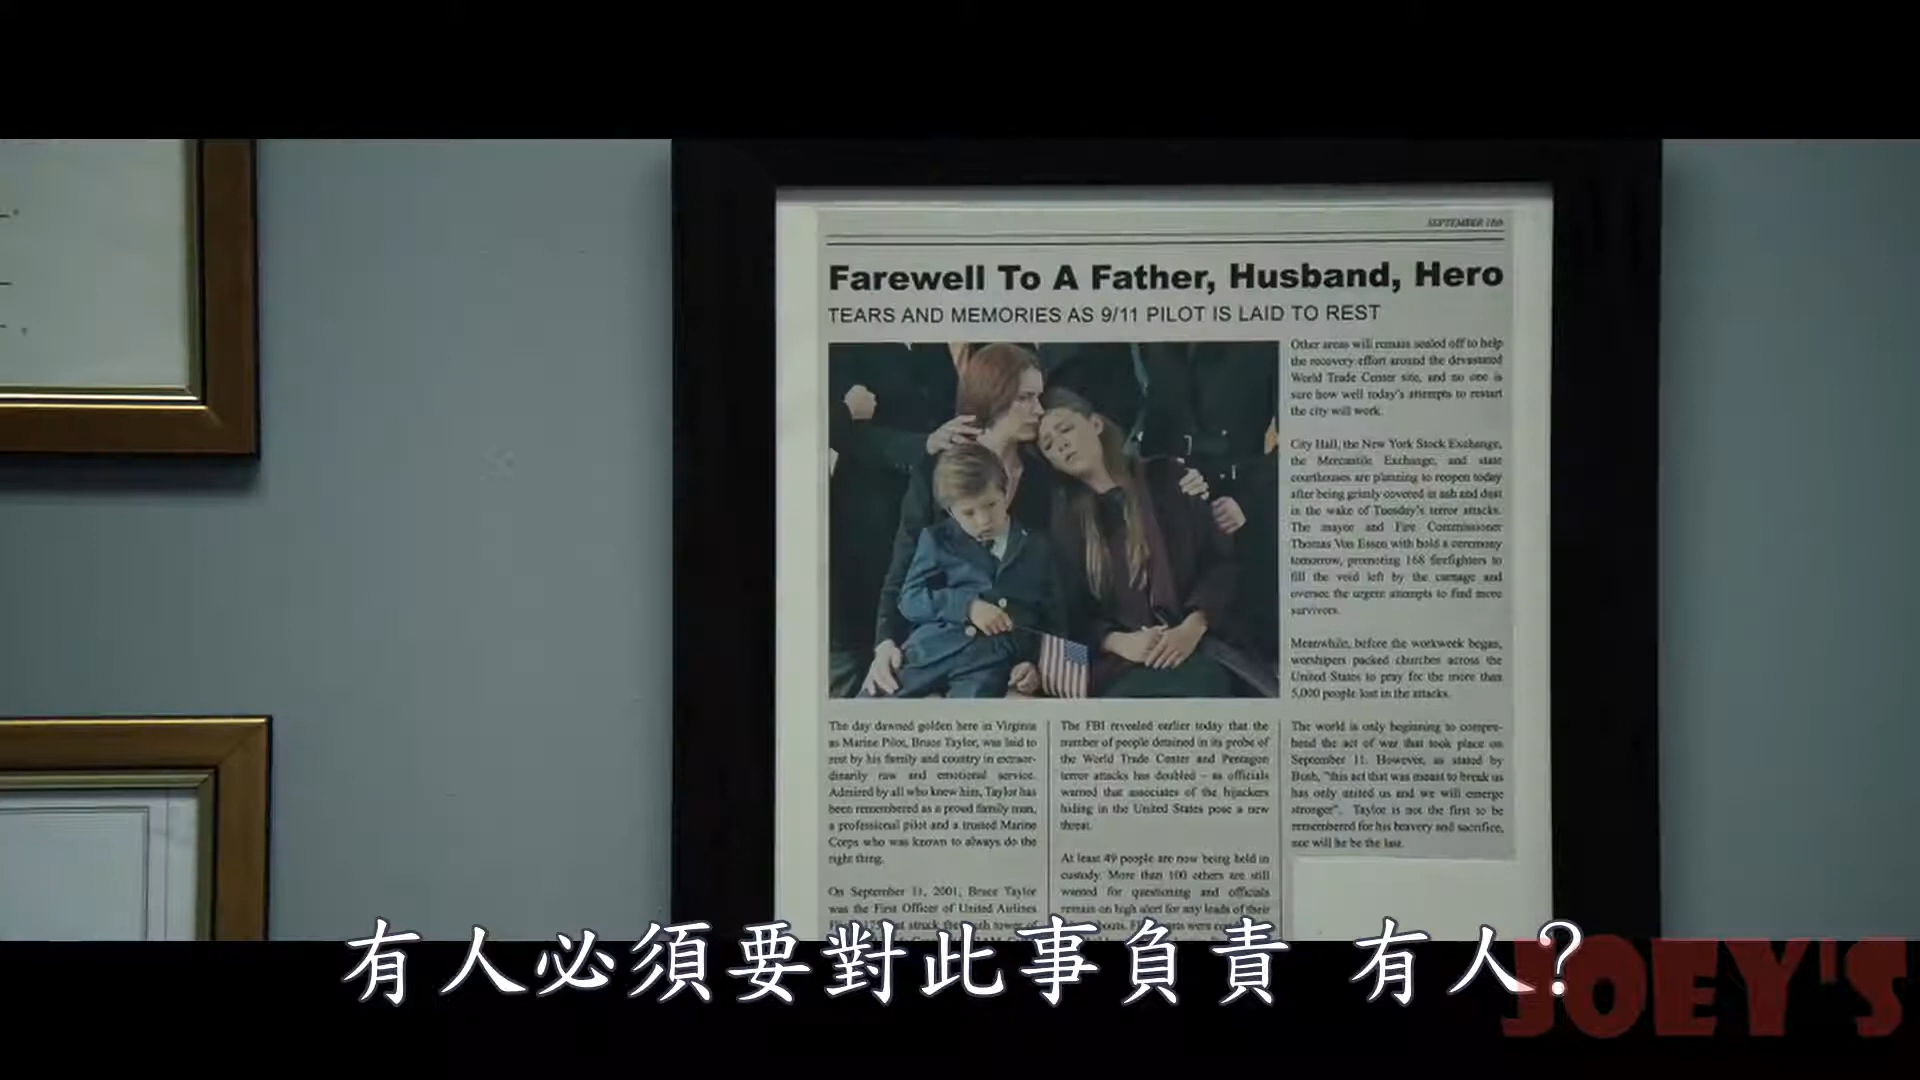 SEPTEMBER 16th
Farewell To A Father, Husband, Hero
TEARS AND MEMORIES AS 9/11 PILOT IS LAID TO REST
The day dawned golden here in Virginia
as Marine Pilot, Bruce Taylor, was laid to
rest by his family and country in extraor-
dinarily raw and emotional service.
Admired by all who knew him, Taylor has
been remembered as a proud family man,
a professional pilot and a trusted Marine
Corps who was known to always do the
right thing.
On September 11, 2001, Bruce Taylor
was the First Officer of United Airlines
The FBI revealed earlier today that the
number of people detained in its probe of
the World Trade Center and Pentagon
terror attacks has doubled – as officials
warned that associates of the hijackers
hiding in the United States pose a new
threat.
At least 49 people are now being held in
custody. More than 100 others are still
wanted for questioning and officials
remain on high alert for any leads of their
Other areas will remain sealed off to help
the recovery effort around the devastated
World Trade Center site, and no one is
sure how well today's attempts to restart
the city will work.
City Hall, the New York Stock Exchange,
the Mercantile Exchange, and state
courthouses are planning to reopen today
after being grimly covered in ash and dust
in the wake of Tuesday's terror attacks.
The mayor and Fire Commissioner
Thomas Von Essen with hold a ceremony
tomorrow, promoting 168 firefighters to
fill the void left by the carnage and
oversee the urgent attempts to find more
survivors.
Meanwhile, before the workweek began,
worshipers packed churches across the
United States to pray for the more than
5,000 people lost in the attacks.
The world is only beginning to compre-
hend the act of war that took place on
September 11. However, as stated by
Bush, "this act that was meant to break us
has only united us and we will emerge
stronger". Taylor is not the first to be
remembered for his bravery and sacrifice,
nor will he be the last.
有人必須要對此事負責 有人?
JOEY'S